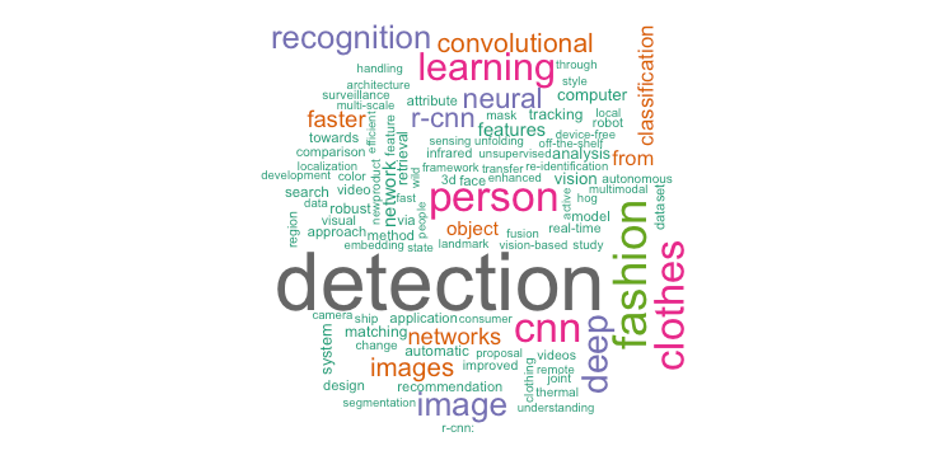 recognition
convolutional
classification
learning
through
handling
style
architecture
surveillance
attribute
neural
computer
multi-scale
faster
r-cnn
mask
tracking
local
robot
efficient
feature
features
device-free
towards
retrieval
sensing
unfolding
off-the-shelf
comparison
infrared
unsupervised
analysis
from
localization
framework
transfer
re-identification
development
color
newproduct
network
wild
3d
face
enhanced
vision
autonomous
search
video
fast
person
active
hog
multimodal
dataset
data
robust
people
model
region
visual
via
object
real-time
approach
method
fusion
embedding
state
landmark
vision-based
study
fashion
clothes
detection
camera
ship
application
consumer
cnn
deep
system
matching
networks
change
automatic
proposal
videos
images
improved
clothing
remote
joint
design
recommendation
thermal
segmentation
image
understanding
r-cnn: